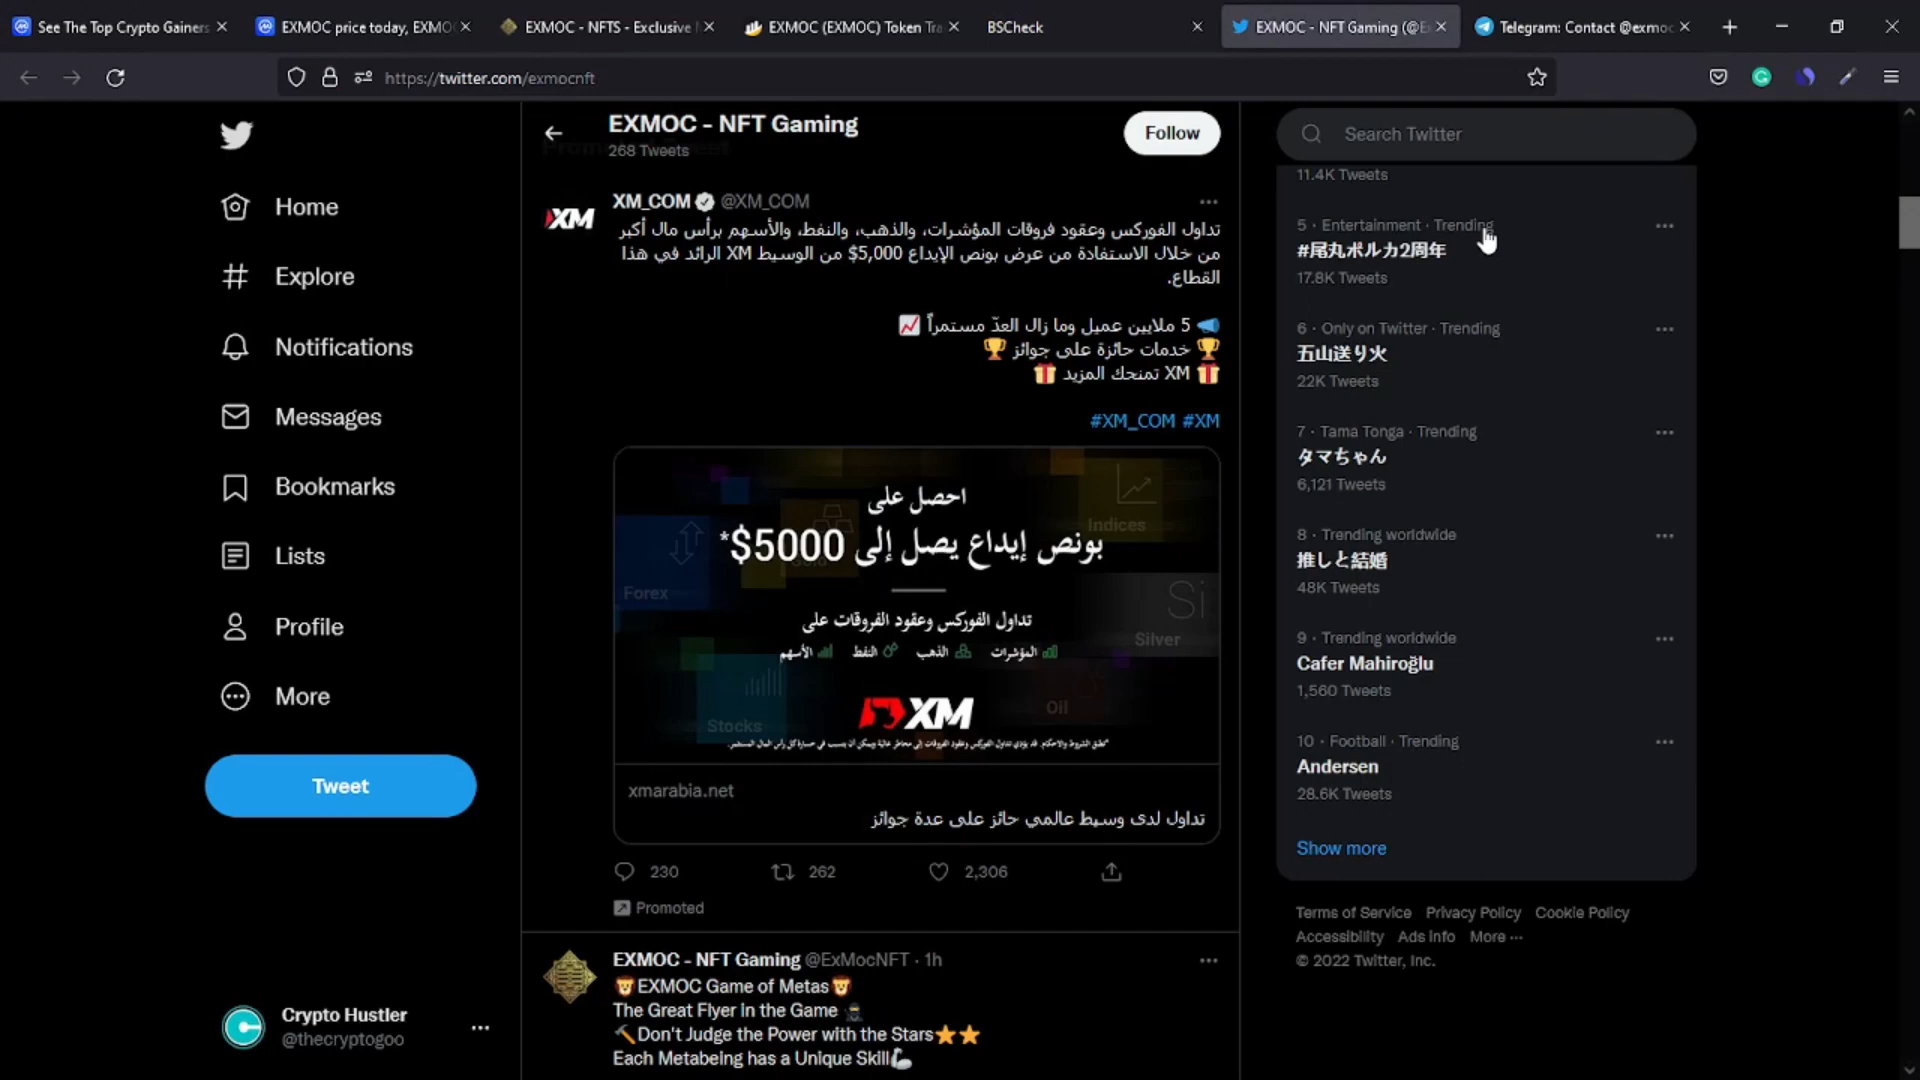 See The Top Crypto Gainers
EXMOC price today, EXMO
EXMOC - NFTS - Exclusive
EXMOC (EXMOC) Token Tra
BSCheck
EXMOC - NFT Gaming (@E
Telegram: Contact @exmoc
https://twitter.com/exmocnft
Home
Explore
Notifications
Messages
Bookmarks
Lists
Profile
More
Tweet
Crypto Hustler
@thecryptogoo
EXMOC - NFT Gaming
268 Tweets
Follow
XM_COM @XM_COM
XM
تداول الفوركس وعقود فروقات المؤشرات، والذهب، والنفط، والأسهم برأس مال أكبر
من خلال الاستفادة من عرض بونص الإيداع 5,000$ من الوسيط XM الرائد في هذا
القطاع.
📣 5 ملايين عميل وما زال العدّ مستمراً 📈
🏆 خدمات حائزة على جوائز 🏆
🎁 XM تمنحك المزيد 🎁
#XM_COM #XM
احصل على
بونص إيداع يصل إلى 5000$*
تداول الفوركس وعقود الفروقات على
المؤشرات الذهب النفط الأسهم
Forex
Gold
Indices
Si
Silver
Stocks
Oil
XM
xmarabia.net
تداول لدى وسيط عالمي حائز على عدة جوائز
230 262 2,306
Promoted
EXMOC - NFT Gaming @ExMocNFT · 1h
🦁EXMOC Game of Metas🦁
The Great Flyer in the Game 🥷
🔨Don't Judge the Power with the Stars⭐⭐
Each Metabeing has a Unique Skill🦾
Search Twitter
11.4K Tweets
5 · Entertainment · Trending
#尾丸ポルカ2周年
17.8K Tweets
6 · Only on Twitter · Trending
五山送り火
22K Tweets
7 · Tama Tonga · Trending
タマちゃん
6,121 Tweets
8 · Trending worldwide
推しと結婚
48K Tweets
9 · Trending worldwide
Cafer Mahiroğlu
1,560 Tweets
10 · Football · Trending
Andersen
28.6K Tweets
Show more
Terms of Service Privacy Policy Cookie Policy
Accessibility Ads info More ···
© 2022 Twitter, Inc.